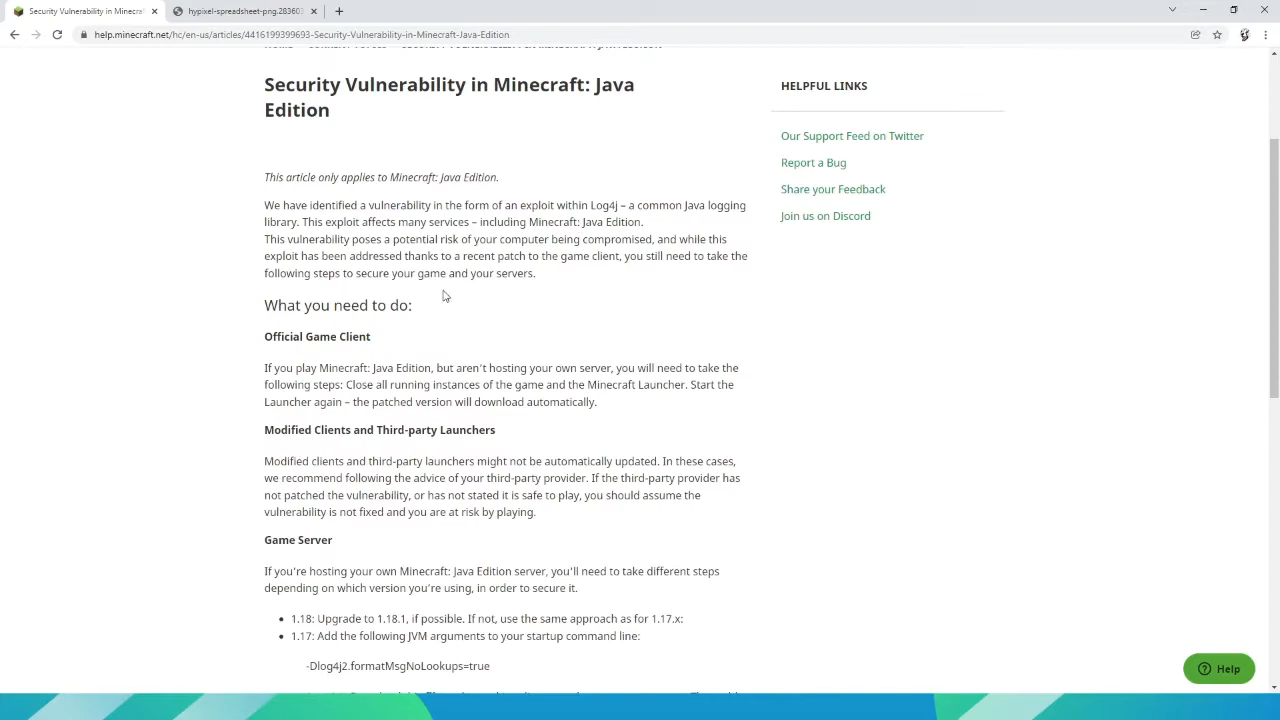 Security Vulnerability in Minecraf
hypixel-spreadsheet-png.283603
help.minecraft.net/hc/en-us/articles/4416199399693-Security-Vulnerability-in-Minecraft-Java-Edition
Security Vulnerability in Minecraft: Java
Edition
This article only applies to Minecraft: Java Edition.
We have identified a vulnerability in the form of an exploit within Log4j – a common Java logging
library. This exploit affects many services – including Minecraft: Java Edition.
This vulnerability poses a potential risk of your computer being compromised, and while this
exploit has been addressed thanks to a recent patch to the game client, you still need to take the
following steps to secure your game and your servers.
What you need to do:
Official Game Client
If you play Minecraft: Java Edition, but aren't hosting your own server, you will need to take the
following steps: Close all running instances of the game and the Minecraft Launcher. Start the
Launcher again – the patched version will download automatically.
Modified Clients and Third-party Launchers
Modified clients and third-party launchers might not be automatically updated. In these cases,
we recommend following the advice of your third-party provider. If the third-party provider has
not patched the vulnerability, or has not stated it is safe to play, you should assume the
vulnerability is not fixed and you are at risk by playing.
Game Server
If you're hosting your own Minecraft: Java Edition server, you'll need to take different steps
depending on which version you're using, in order to secure it.
1.18: Upgrade to 1.18.1, if possible. If not, use the same approach as for 1.17.x:
1.17: Add the following JVM arguments to your startup command line:
-Dlog4j2.formatMsgNoLookups=true
HELPFUL LINKS
Our Support Feed on Twitter
Report a Bug
Share your Feedback
Join us on Discord
Help